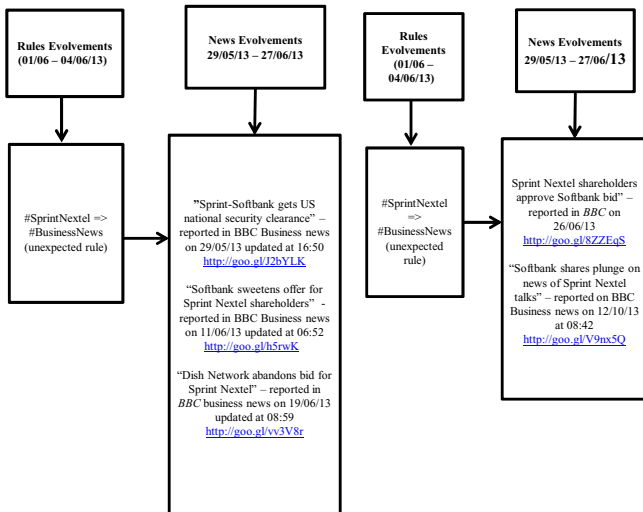 Rules
Evolvements
(01/06 – 04/06/13)
News Evolvements
29/05/13 – 27/06/13
Rules
Evolvements
(01/06 –
04/06/13)
News Evolvements
29/05/13 – 27/06/13
#SprintNextel =>
#BusinessNews
(unexpected rule)
”Sprint-Softbank gets US
national security clearance” –
reported in BBC Business news
on 29/05/13 updated at 16:50
http://goo.gl/J2bYLK
“Softbank sweetens offer for
Sprint Nextel shareholders” -
reported in BBC Business news
on 11/06/13 updated at 06:52
http://goo.gl/h5rwK
“Dish Network abandons bid for
Sprint Nextel” – reported in
BBC business news on 19/06/13
updated at 08:59
http://goo.gl/vv3V8r
#SprintNextel
=>
#BusinessNews
(unexpected
rule)
Sprint Nextel shareholders
approve Softbank bid” –
reported in BBC on
26/06/13
http://goo.gl/8ZZEqS
“Softbank shares plunge on
news of Sprint Nextel
talks” – reported on BBC
Business news on 12/10/13
at 08:42
http://goo.gl/V9nx5Q